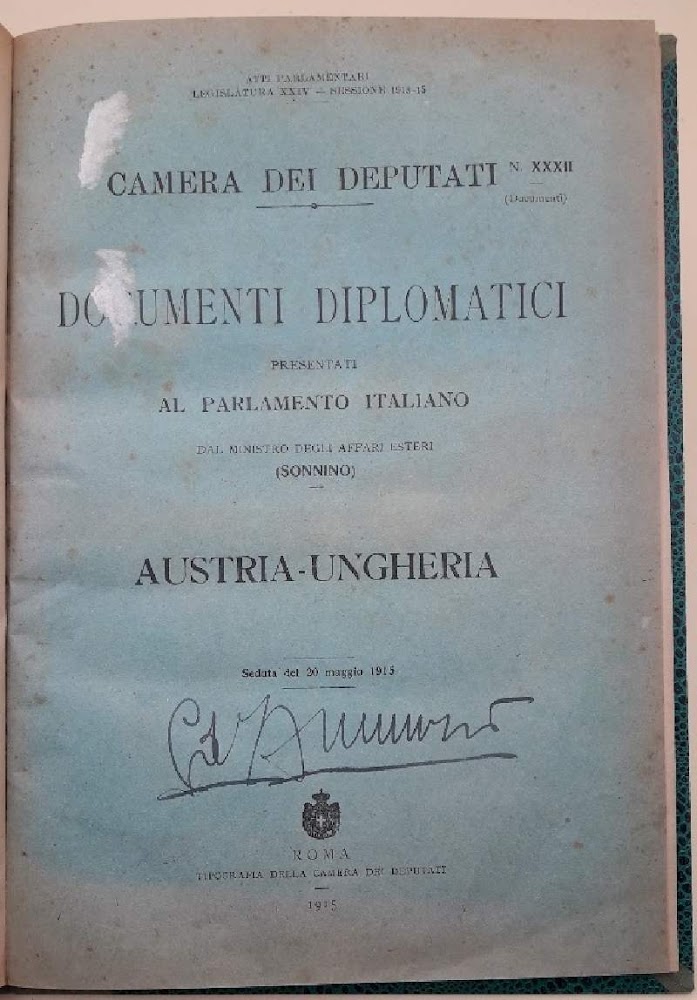 ATTI PARLAMENTARI
LEGISLATURA XXIV — SESSIONE 1913-15
CAMERA DEI DEPUTATI N. XXXII
(Documenti)
DOCUMENTI DIPLOMATICI
PRESENTATI
AL PARLAMENTO ITALIANO
DAL MINISTRO DEGLI AFFARI ESTERI
(SONNINO)
AUSTRIA-UNGHERIA
Seduta del 20 maggio 1915
ROMA
TIPOGRAFIA DELLA CAMERA DEI DEPUTATI
1915